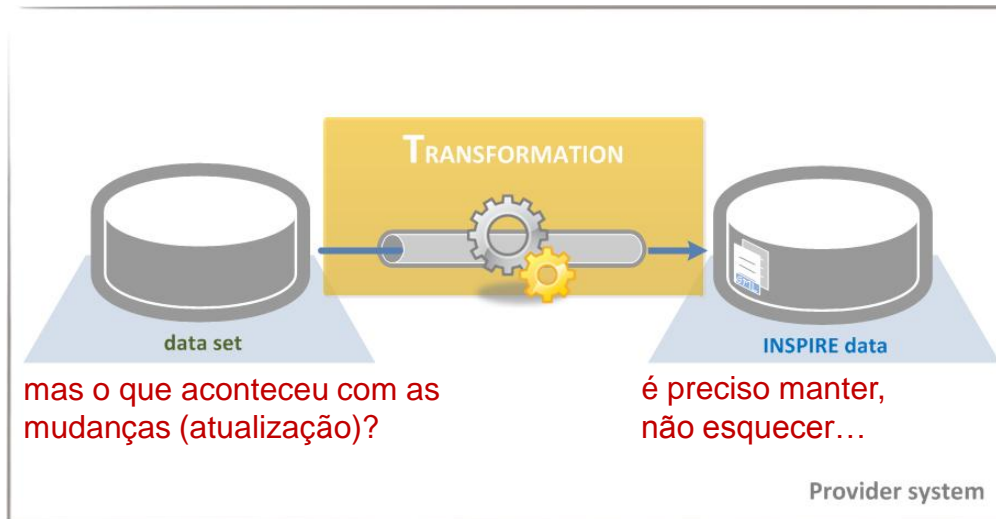 TRANSFORMATION
data set
INSPIRE data
mas o que aconteceu com as
mudanças (atualização)?
é preciso manter,
não esquecer…
Provider system